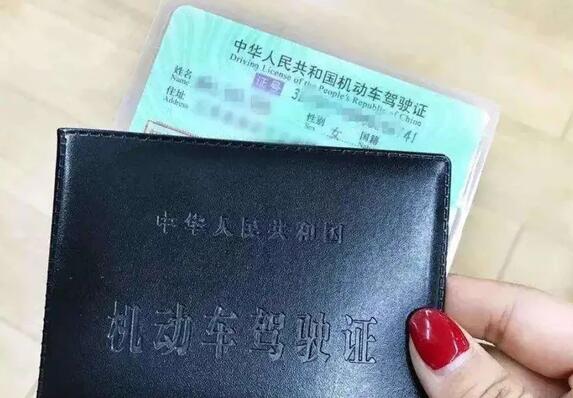 中华人民共和国机动车驾驶证
Driving License of the People's Republic of China
姓名
Name
证号
住址
Address
性别
Sex
女
国籍
41
中华人民共和国
机动车驾驶证